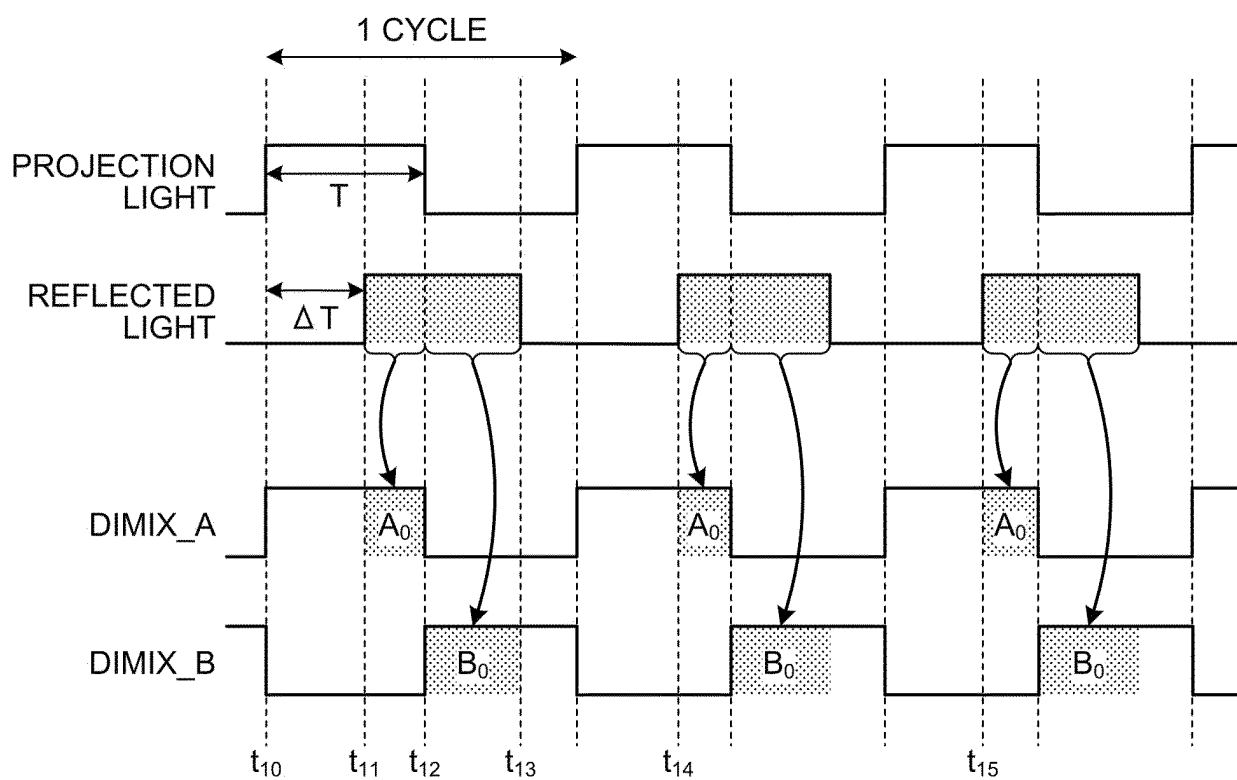 1 CYCLE
PROJECTION
LIGHT
T
REFLECTED
LIGHT
Δ T
DIMIX_A
A₀ A₀ A₀
DIMIX_B
B₀ B₀ B₀
t₁₀ t₁₁ t₁₂ t₁₃ t₁₄ t₁₅